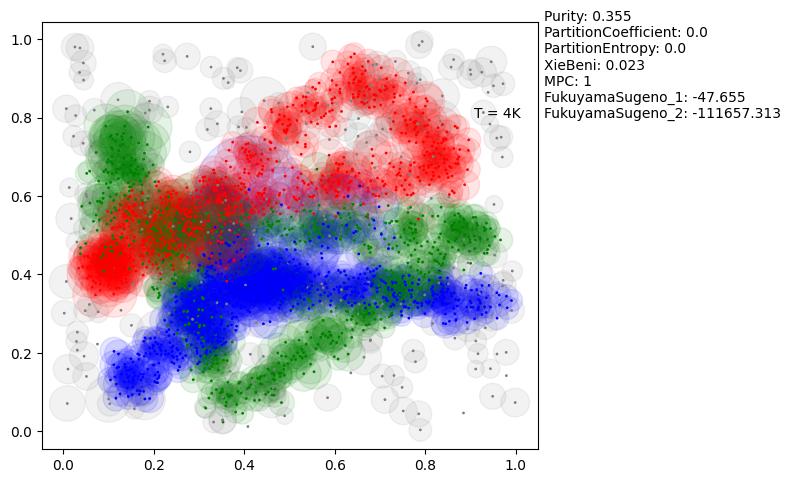 Purity: 0.355
PartitionCoefficient: 0.0
PartitionEntropy: 0.0
XieBeni: 0.023
MPC: 1
FukuyamaSugeno_1: -47.655
FukuyamaSugeno_2: -111657.313
T = 4K
1.0
0.8
0.6
0.4
0.2
0.0
0.0 0.2 0.4 0.6 0.8 1.0